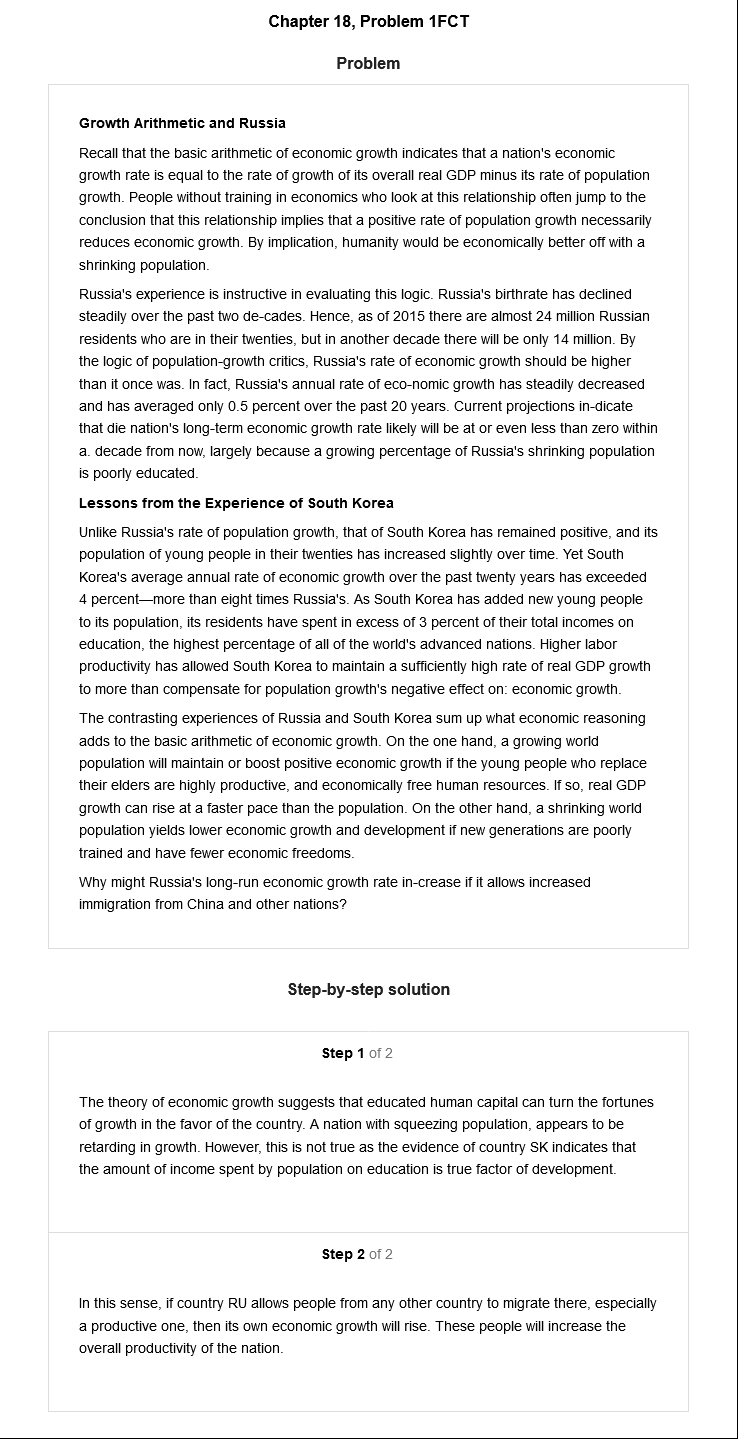 Chapter 18, Problem 1FCT
Problem
Growth Arithmetic and Russia
Recall that the basic arithmetic of economic growth indicates that a nation's economic
growth rate is equal to the rate of growth of its overall real GDP minus its rate of population
growth. People without training in economics who look at this relationship often jump to the
conclusion that this relationship implies that a positive rate of population growth necessarily
reduces economic growth. By implication, humanity would be economically better off with a
shrinking population.
Russia's experience is instructive in evaluating this logic. Russia's birthrate has declined
steadily over the past two de-cades. Hence, as of 2015 there are almost 24 million Russian
residents who are in their twenties, but in another decade there will be only 14 million. By
the logic of population-growth critics, Russia's rate of economic growth should be higher
than it once was. In fact, Russia's annual rate of eco-nomic growth has steadily decreased
and has averaged only 0.5 percent over the past 20 years. Current projections in-dicate
that die nation's long-term economic growth rate likely will be at or even less than zero within
a. decade from now, largely because a growing percentage of Russia's shrinking population
is poorly educated.
Lessons from the Experience of South Korea
Unlike Russia's rate of population growth, that of South Korea has remained positive, and its
population of young people in their twenties has increased slightly over time. Yet South
Korea's average annual rate of economic growth over the past twenty years has exceeded
4 percent—more than eight times Russia's. As South Korea has added new young people
to its population, its residents have spent in excess of 3 percent of their total incomes on
education, the highest percentage of all of the world's advanced nations. Higher labor
productivity has allowed South Korea to maintain a sufficiently high rate of real GDP growth
to more than compensate for population growth's negative effect on: economic growth.
The contrasting experiences of Russia and South Korea sum up what economic reasoning
adds to the basic arithmetic of economic growth. On the one hand, a growing world
population will maintain or boost positive economic growth if the young people who replace
their elders are highly productive, and economically free human resources. If so, real GDP
growth can rise at a faster pace than the population. On the other hand, a shrinking world
population yields lower economic growth and development if new generations are poorly
trained and have fewer economic freedoms.
Why might Russia's long-run economic growth rate in-crease if it allows increased
immigration from China and other nations?
Step-by-step solution
Step 1 of 2
The theory of economic growth suggests that educated human capital can turn the fortunes
of growth in the favor of the country. A nation with squeezing population, appears to be
retarding in growth. However, this is not true as the evidence of country SK indicates that
the amount of income spent by population on education is true factor of development.
Step 2 of 2
In this sense, if country RU allows people from any other country to migrate there, especially
a productive one, then its own economic growth will rise. These people will increase the
overall productivity of the nation.